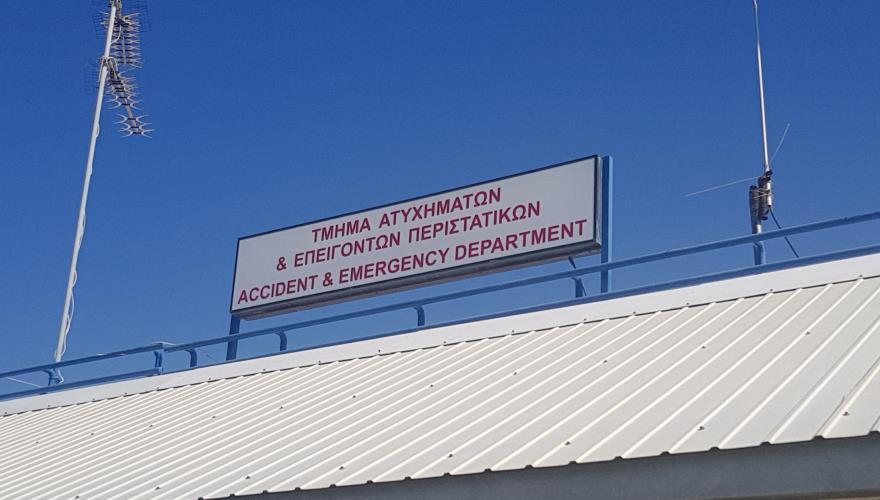 ΤΜΗΜΑ ΑΤΥΧΗΜΑΤΩΝ
& ΕΠΕΙΓΟΝΤΩΝ ΠΕΡΙΣΤΑΤΙΚΩΝ
ACCIDENT & EMERGENCY DEPARTMENT